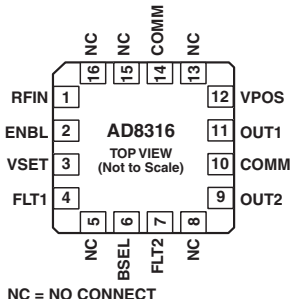 NC
NC
COMM
NC
16
15
14
13
RFIN 1
12 VPOS
ENBL 2
AD8316
11 OUT1
VSET 3
TOP VIEW
(Not to Scale)
10 COMM
FLT1 4
9 OUT2
5
6
7
8
NC
BSEL
FLT2
NC
NC = NO CONNECT